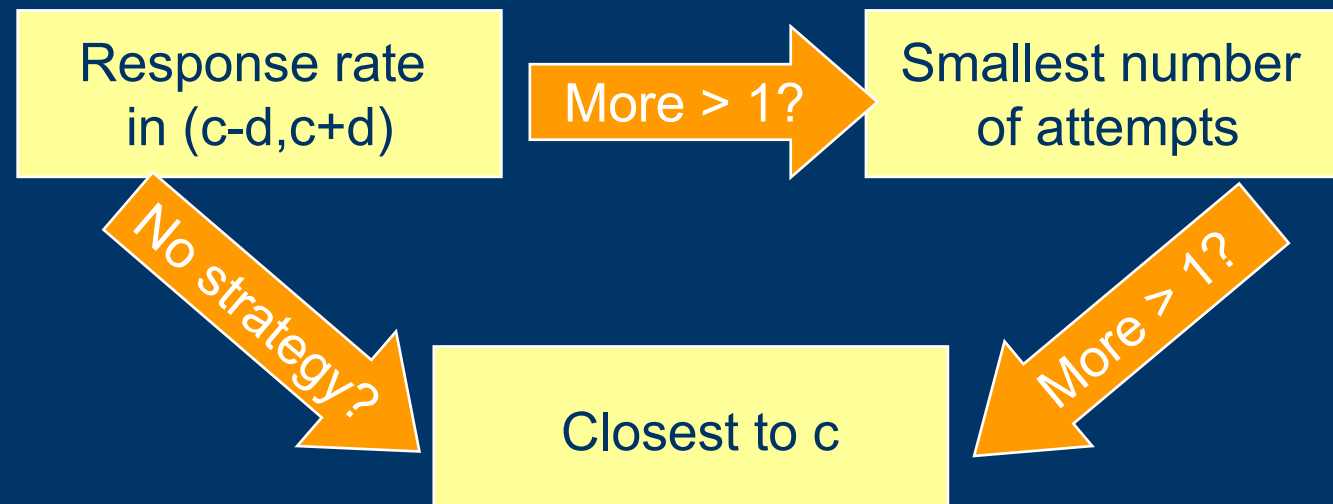 Response rate
in (c-d,c+d)
More > 1?
Smallest number
of attempts
No strategy?
More > 1?
Closest to c